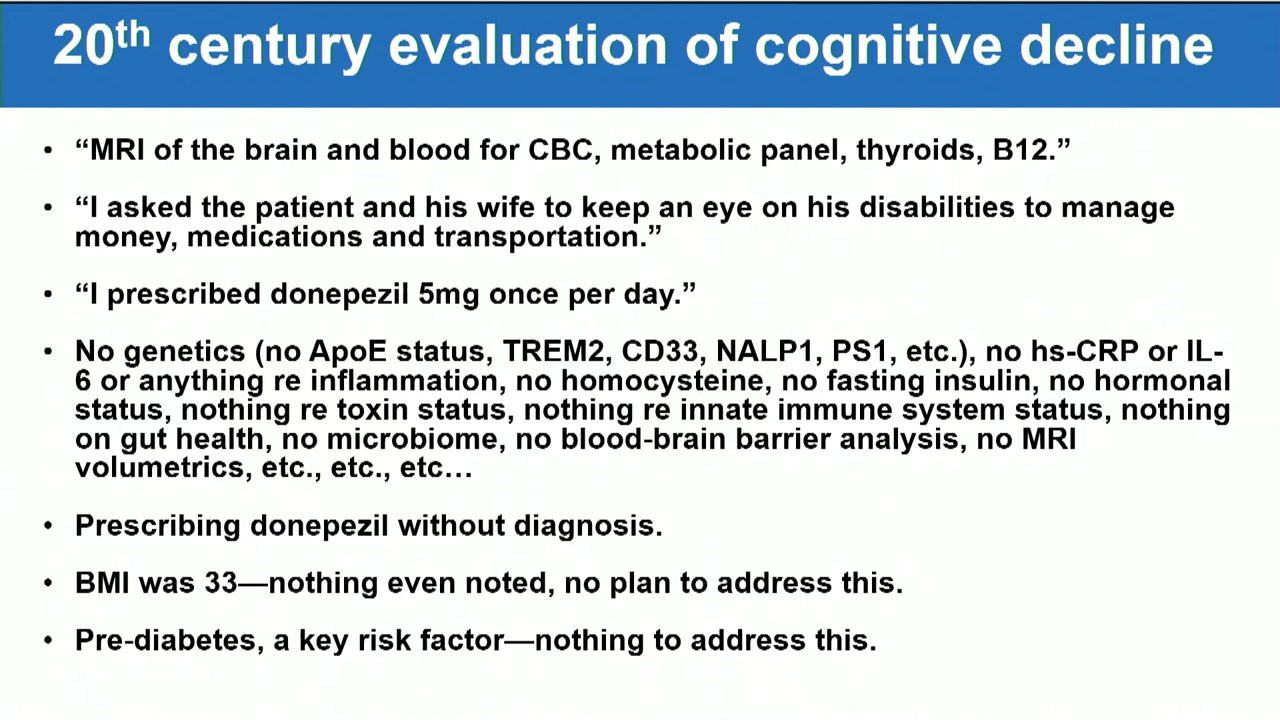 20th century evaluation of cognitive decline
• “MRI of the brain and blood for CBC, metabolic panel, thyroids, B12.”
• “I asked the patient and his wife to keep an eye on his disabilities to manage
money, medications and transportation.”
• “I prescribed donepezil 5mg once per day.”
• No genetics (no ApoE status, TREM2, CD33, NALP1, PS1, etc.), no hs-CRP or IL-
6 or anything re inflammation, no homocysteine, no fasting insulin, no hormonal
status, nothing re toxin status, nothing re innate immune system status, nothing
on gut health, no microbiome, no blood-brain barrier analysis, no MRI
volumetrics, etc., etc., etc…
• Prescribing donepezil without diagnosis.
• BMI was 33—nothing even noted, no plan to address this.
• Pre-diabetes, a key risk factor—nothing to address this.